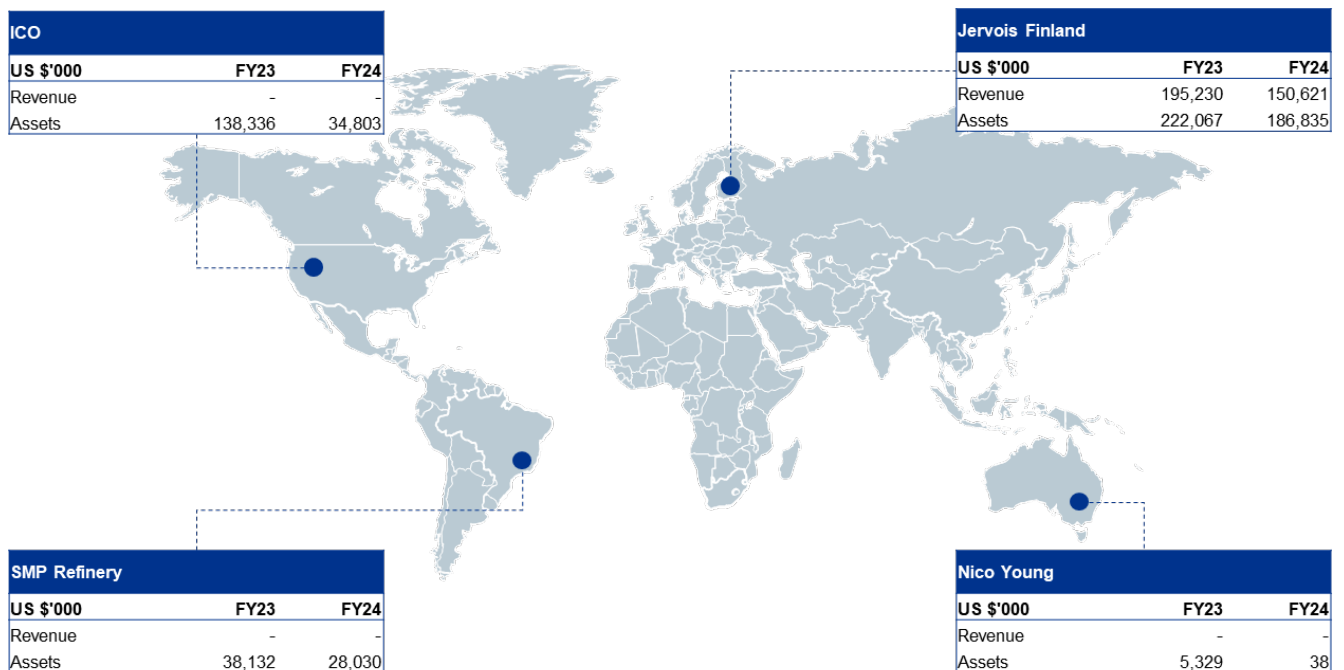 ICO
US $'000 FY23 FY24
Revenue - -
Assets 138,336 34,803
Jervois Finland
US $'000 FY23 FY24
Revenue 195,230 150,621
Assets 222,067 186,835
SMP Refinery
US $'000 FY23 FY24
Revenue - -
Assets 38,132 28,030
Nico Young
US $'000 FY23 FY24
Revenue - -
Assets 5,329 38